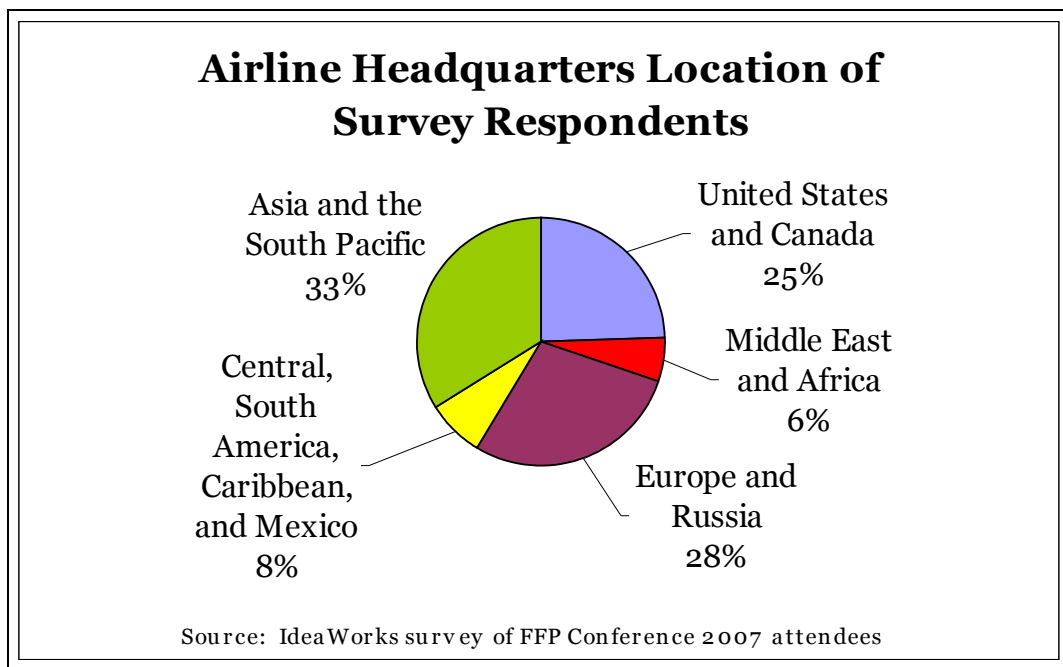 Airline Headquarters Location of
Survey Respondents
Asia and the
South Pacific
33%
United States
and Canada
25%
Middle East
and Africa
6%
Central,
South
America,
Caribbean,
and Mexico
8%
Europe and
Russia
28%
Source: IdeaWorks survey of FFP Conference 2007 attendees